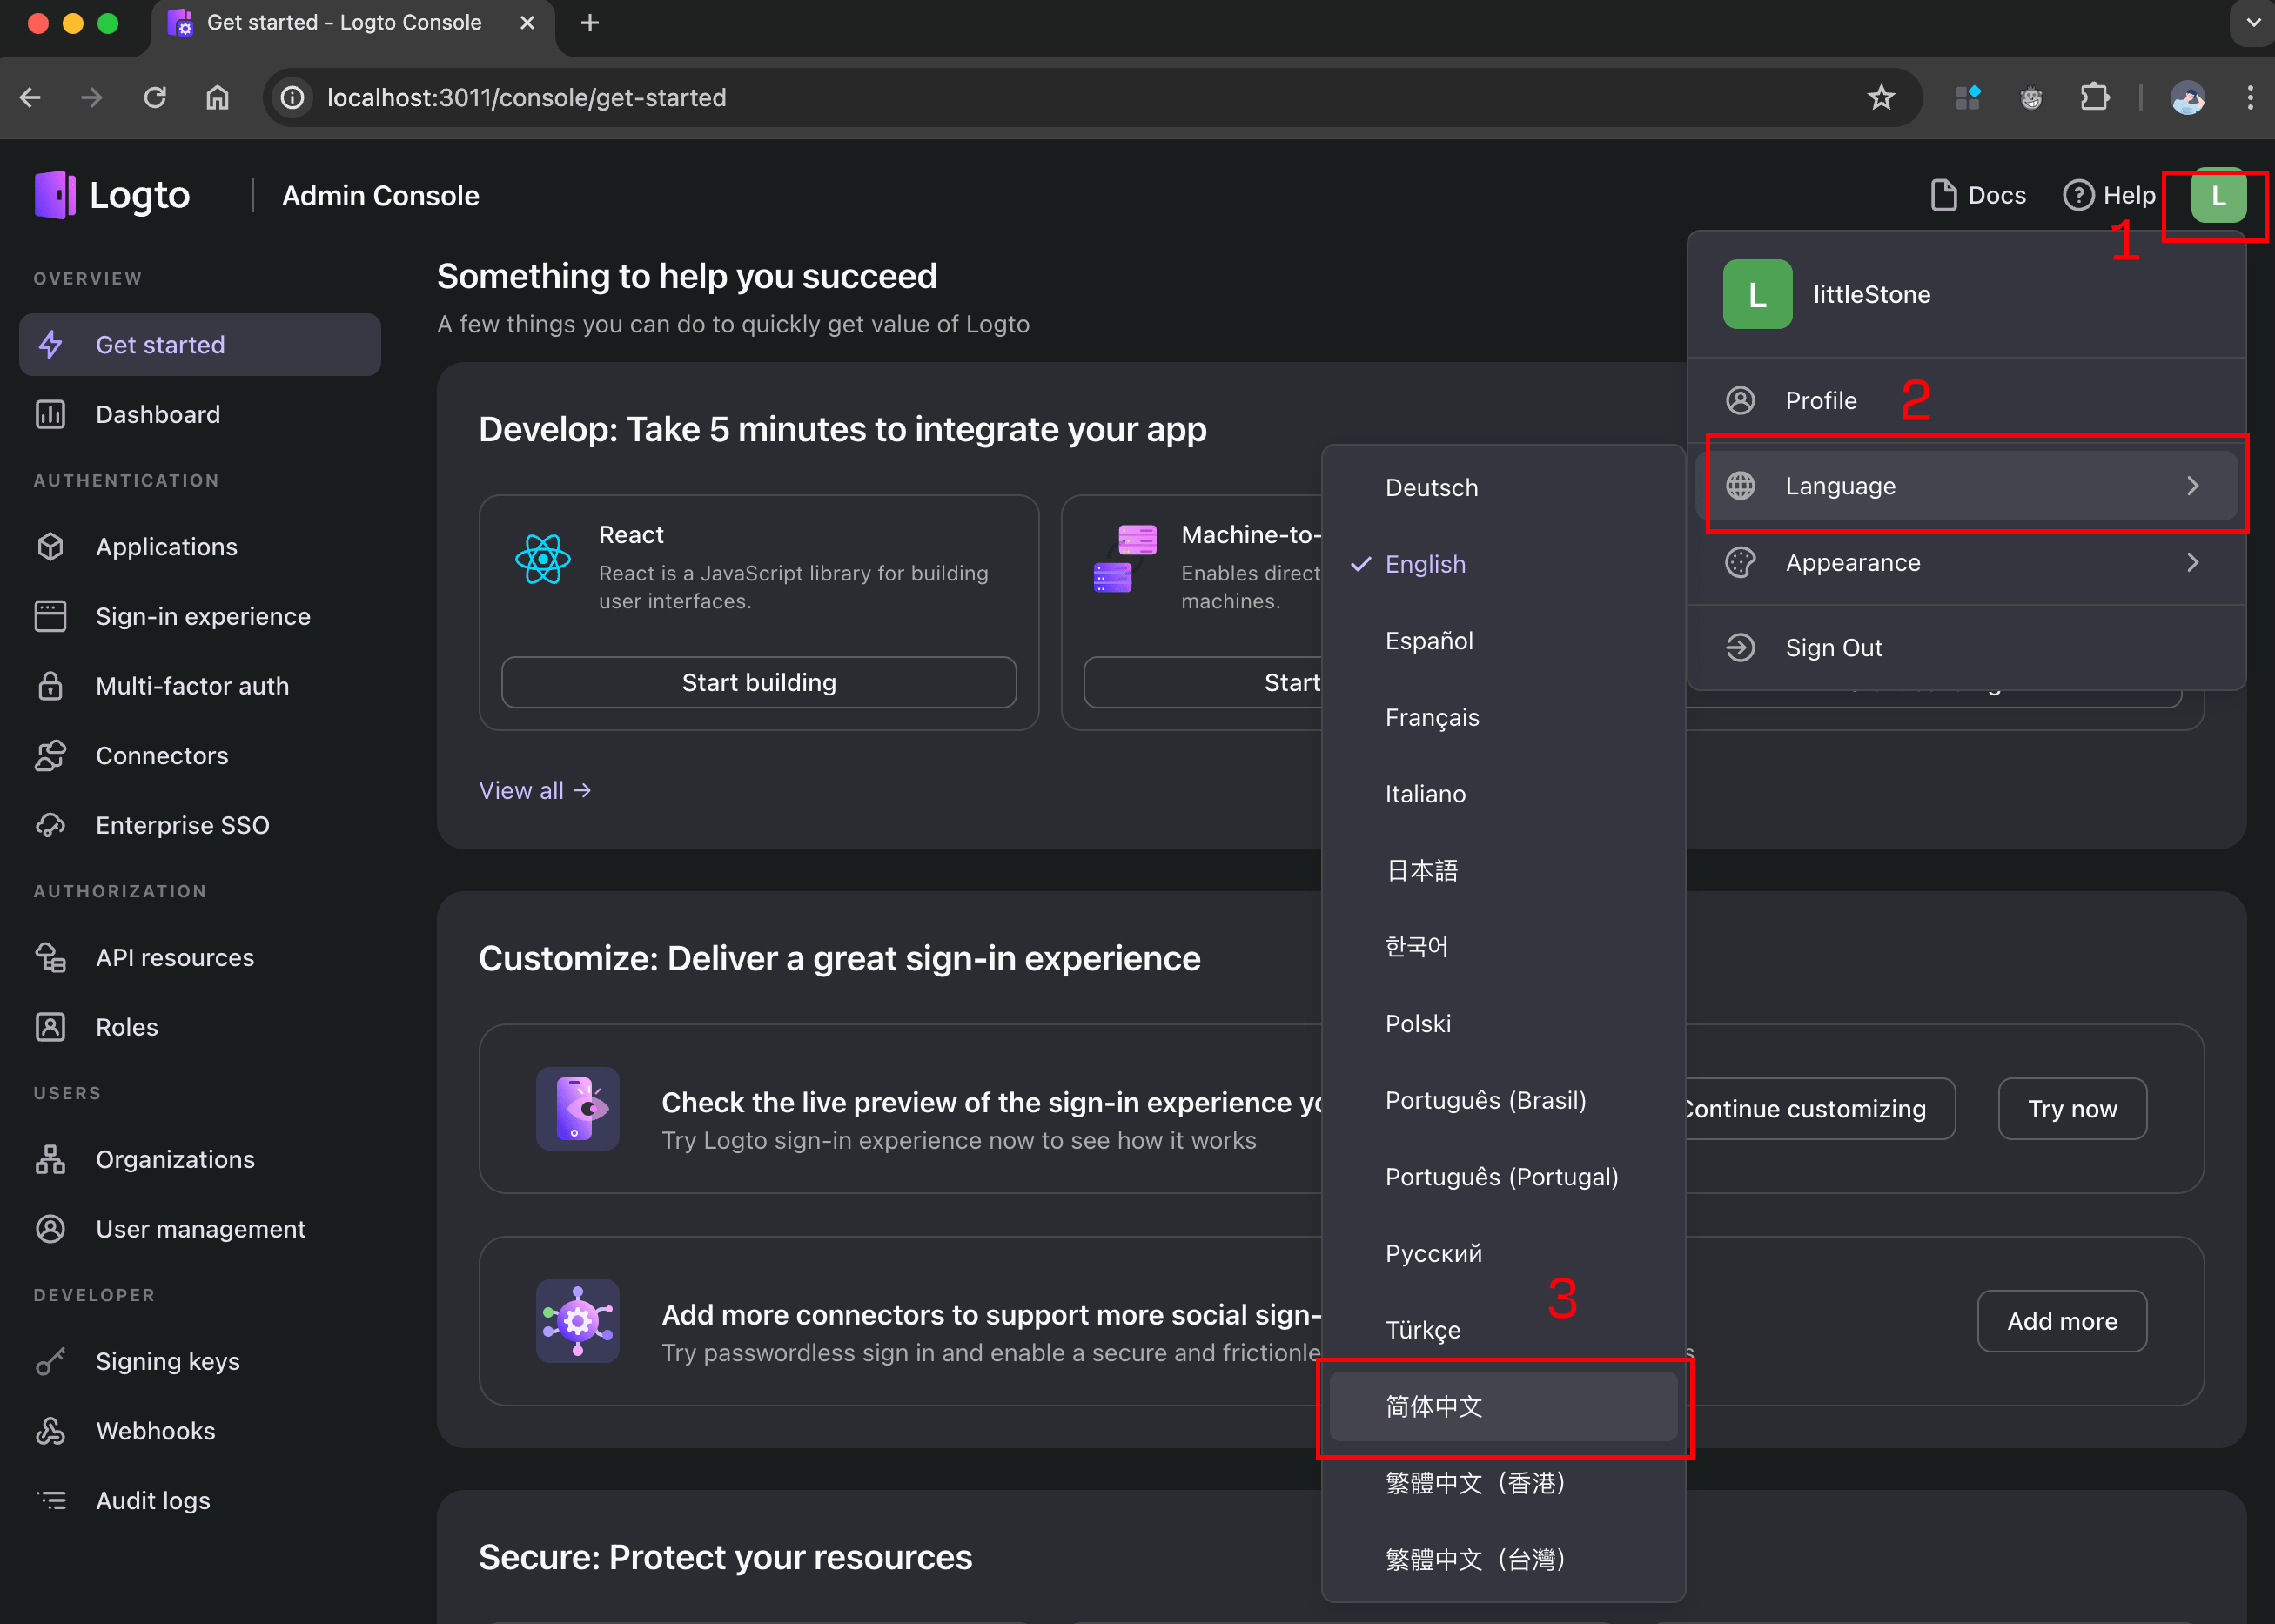 Get started - Logto Console
localhost:3011/console/get-started
Logto
Admin Console
Docs
Help
L
1
OVERVIEW
Get started
Dashboard
AUTHENTICATION
Applications
Sign-in experience
Multi-factor auth
Connectors
Enterprise SSO
AUTHORIZATION
API resources
Roles
USERS
Organizations
User management
DEVELOPER
Signing keys
Webhooks
Audit logs
Something to help you succeed
A few things you can do to quickly get value of Logto
Develop: Take 5 minutes to integrate your app
React
React is a JavaScript library for building
user interfaces.
Start building
Machine-to-
Enables direct
machines.
Start
View all →
Customize: Deliver a great sign-in experience
Check the live preview of the sign-in experience yo
Try Logto sign-in experience now to see how it works
Continue customizing
Try now
Add more connectors to support more social sign-
Try passwordless sign in and enable a secure and frictionle
s
Add more
Secure: Protect your resources
L
littleStone
Profile
2
Language
Appearance
Sign Out
Deutsch
English
Español
Français
Italiano
日本語
한국어
Polski
Português (Brasil)
Português (Portugal)
Русский
3
Türkçe
简体中文
繁體中文（香港）
繁體中文（台灣）